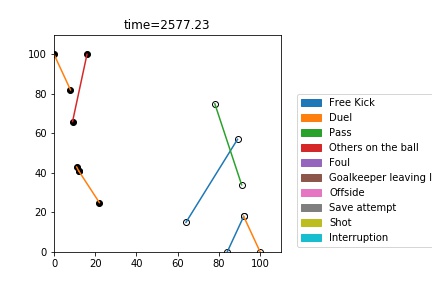 time=2577.23
100
80
60
40
20
0
0 20 40 60 80 100
Free Kick
Duel
Pass
Others on the ball
Foul
Goalkeeper leaving l
Offside
Save attempt
Shot
Interruption